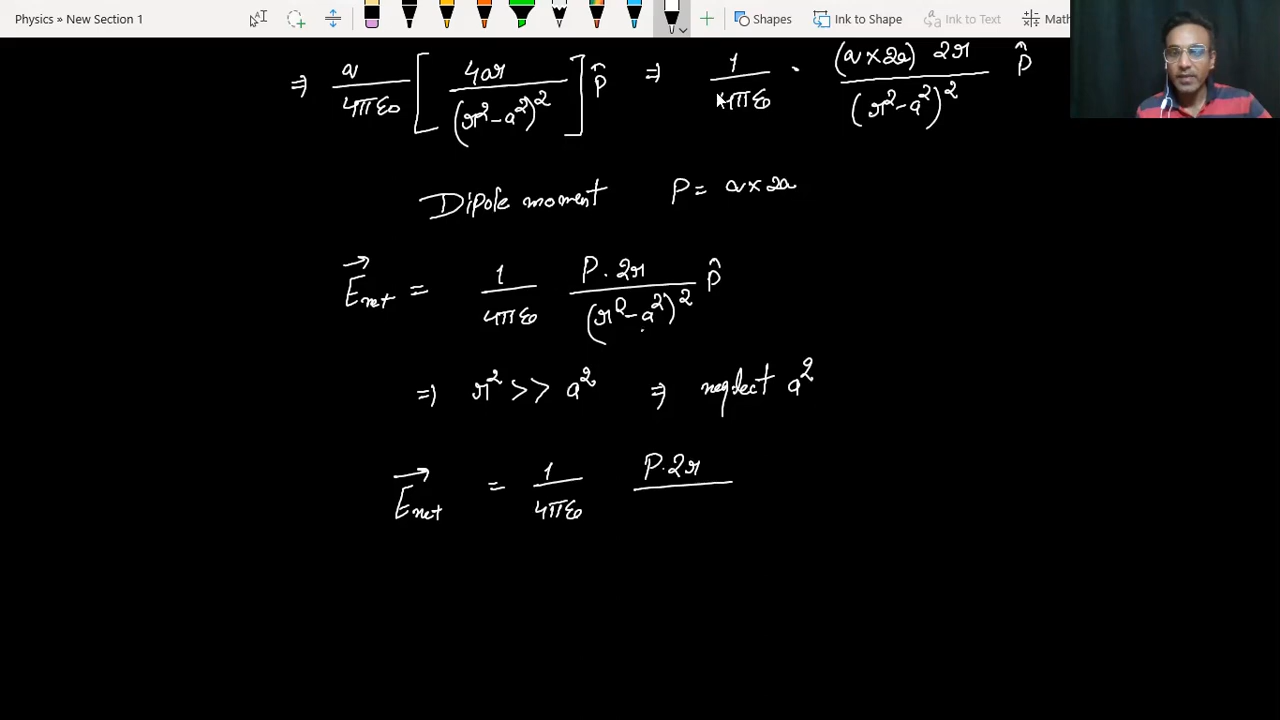 Physics » New Section 1 Shapes Ink to Shape Ink to Text Math
⇒ q/4πε₀ [ 4ar/(r²-a²)² ] p̂ ⇒ 1/4πε₀ · (q×2a) 2r/(r²-a²)² p̂
Dipole moment P = q×2a
E⃗net = 1/4πε₀ P·2r/(r²-a²)² p̂
⇒ r² >> a² ⇒ neglect a²
E⃗net = 1/4πε₀ P·2r